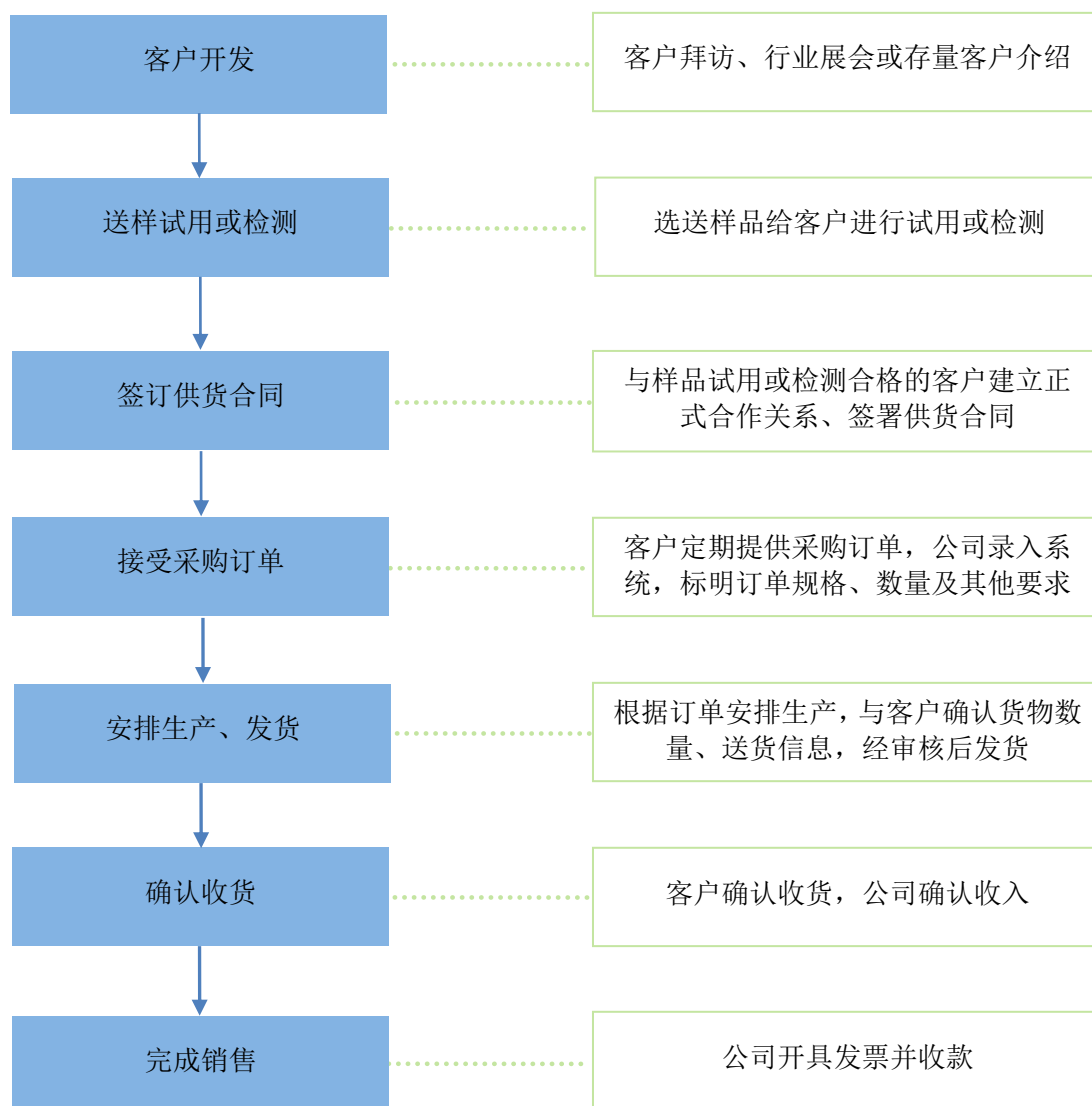 客户开发
客户拜访、行业展会或存量客户介绍
送样试用或检测
选送样品给客户进行试用或检测
签订供货合同
与样品试用或检测合格的客户建立正
式合作关系、签署供货合同
接受采购订单
客户定期提供采购订单，公司录入系
统，标明订单规格、数量及其他要求
安排生产、发货
根据订单安排生产，与客户确认货物数
量、送货信息，经审核后发货
确认收货
客户确认收货，公司确认收入
完成销售
公司开具发票并收款